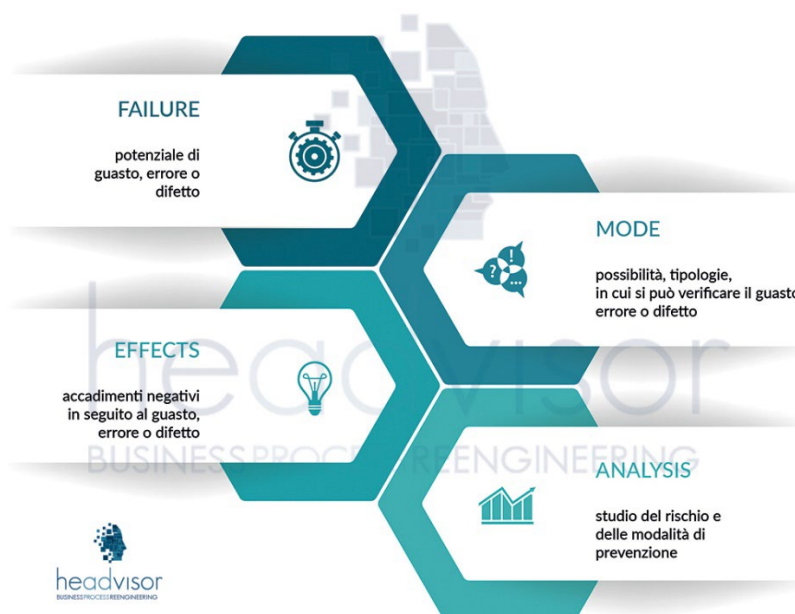 FAILURE
potenziale di
guasto, errore o
difetto
MODE
possibilità, tipologie,
in cui si può verificare il guasto
errore o difetto
EFFECTS
accadimenti negativi
in seguito al guasto,
errore o difetto
ANALYSIS
studio del rischio e
delle modalità di
prevenzione
headvisor
BUSINESS PROCESS REENGINEERING
headvisor
BUSINESSPROCESSREENGINEERING